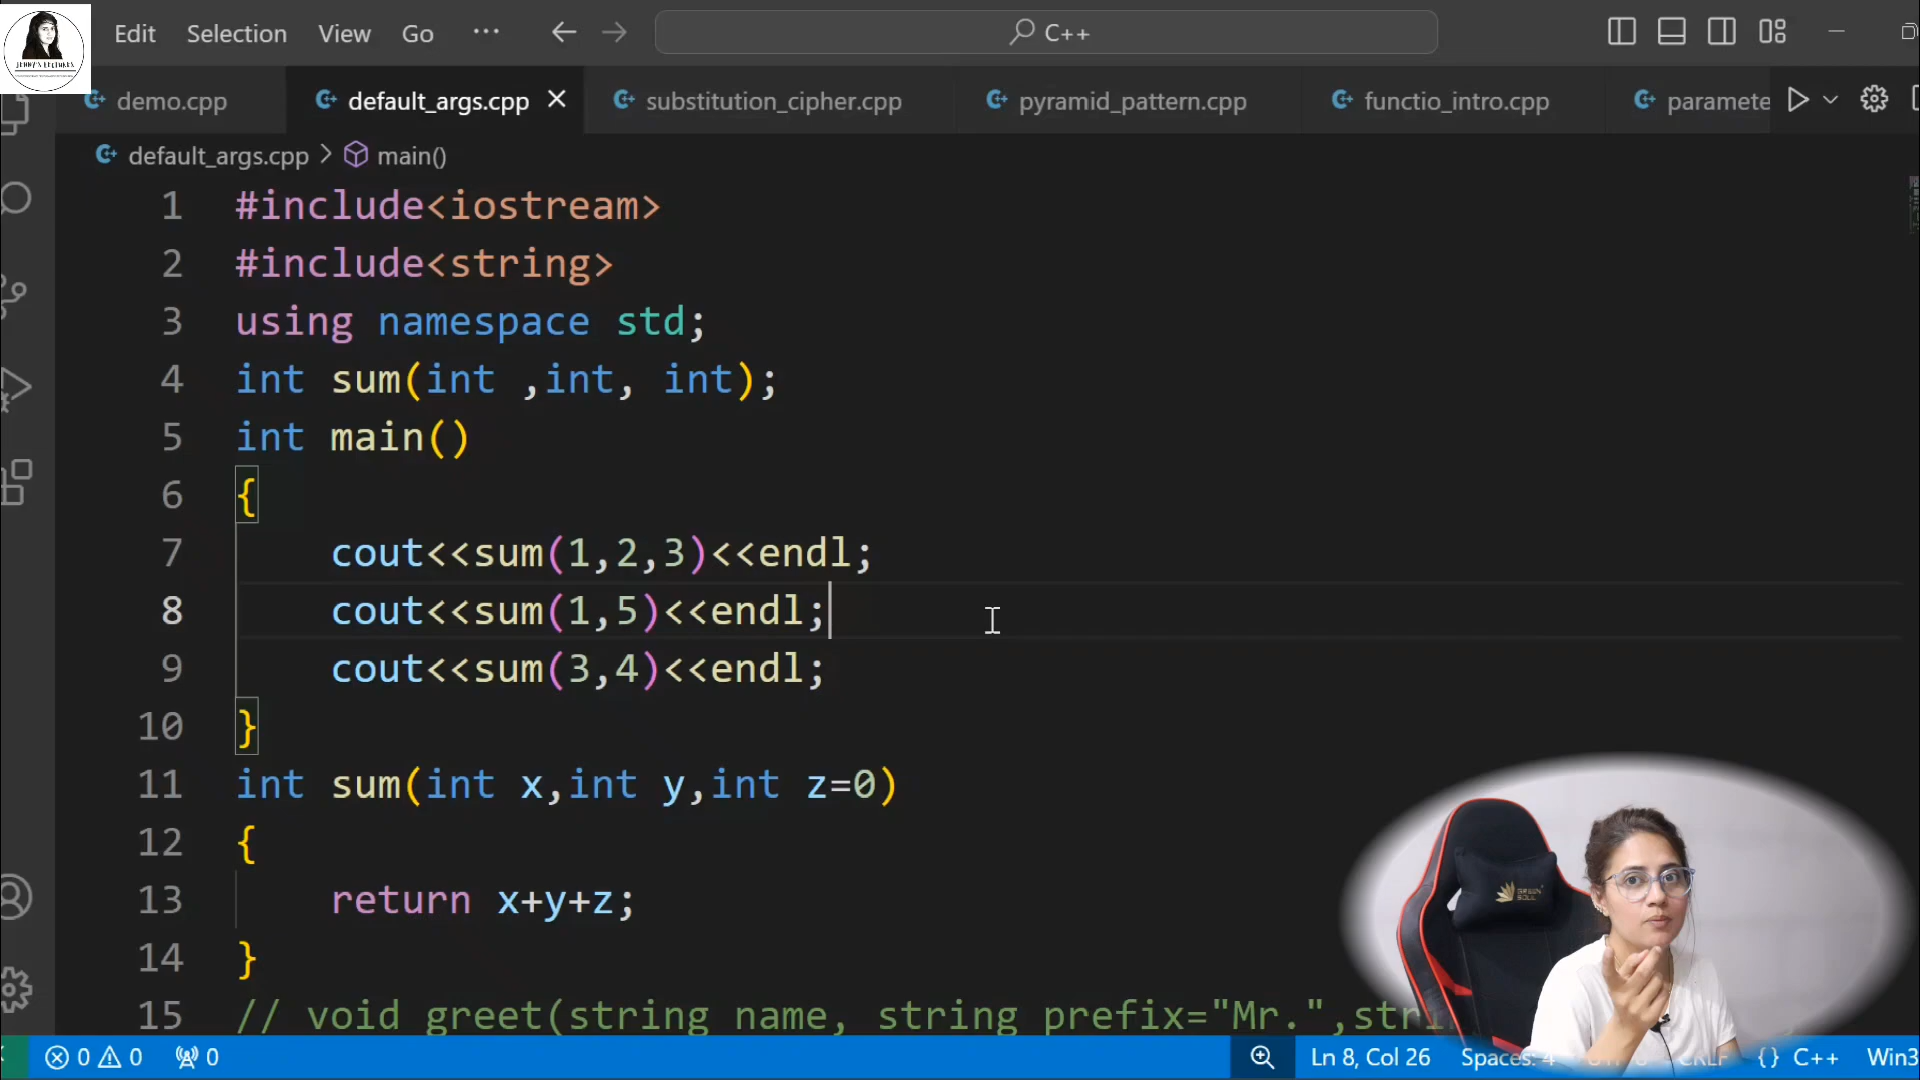 JENNY'S LECTURES
Edit Selection View Go ... C++
demo.cpp default_args.cpp substitution_cipher.cpp pyramid_pattern.cpp functio_intro.cpp paramete
default_args.cpp > main()
1 #include<iostream>
2 #include<string>
3 using namespace std;
4 int sum(int ,int, int);
5 int main()
6 {
7 cout<<sum(1,2,3)<<endl;
8 cout<<sum(1,5)<<endl;
9 cout<<sum(3,4)<<endl;
10 }
11 int sum(int x,int y,int z=0)
12 {
13 return x+y+z;
14 }
15 // void greet(string name, string prefix="Mr.",stri
0 0 0 Ln 8, Col 26 Spaces: 4 CRLF {} C++ Win3